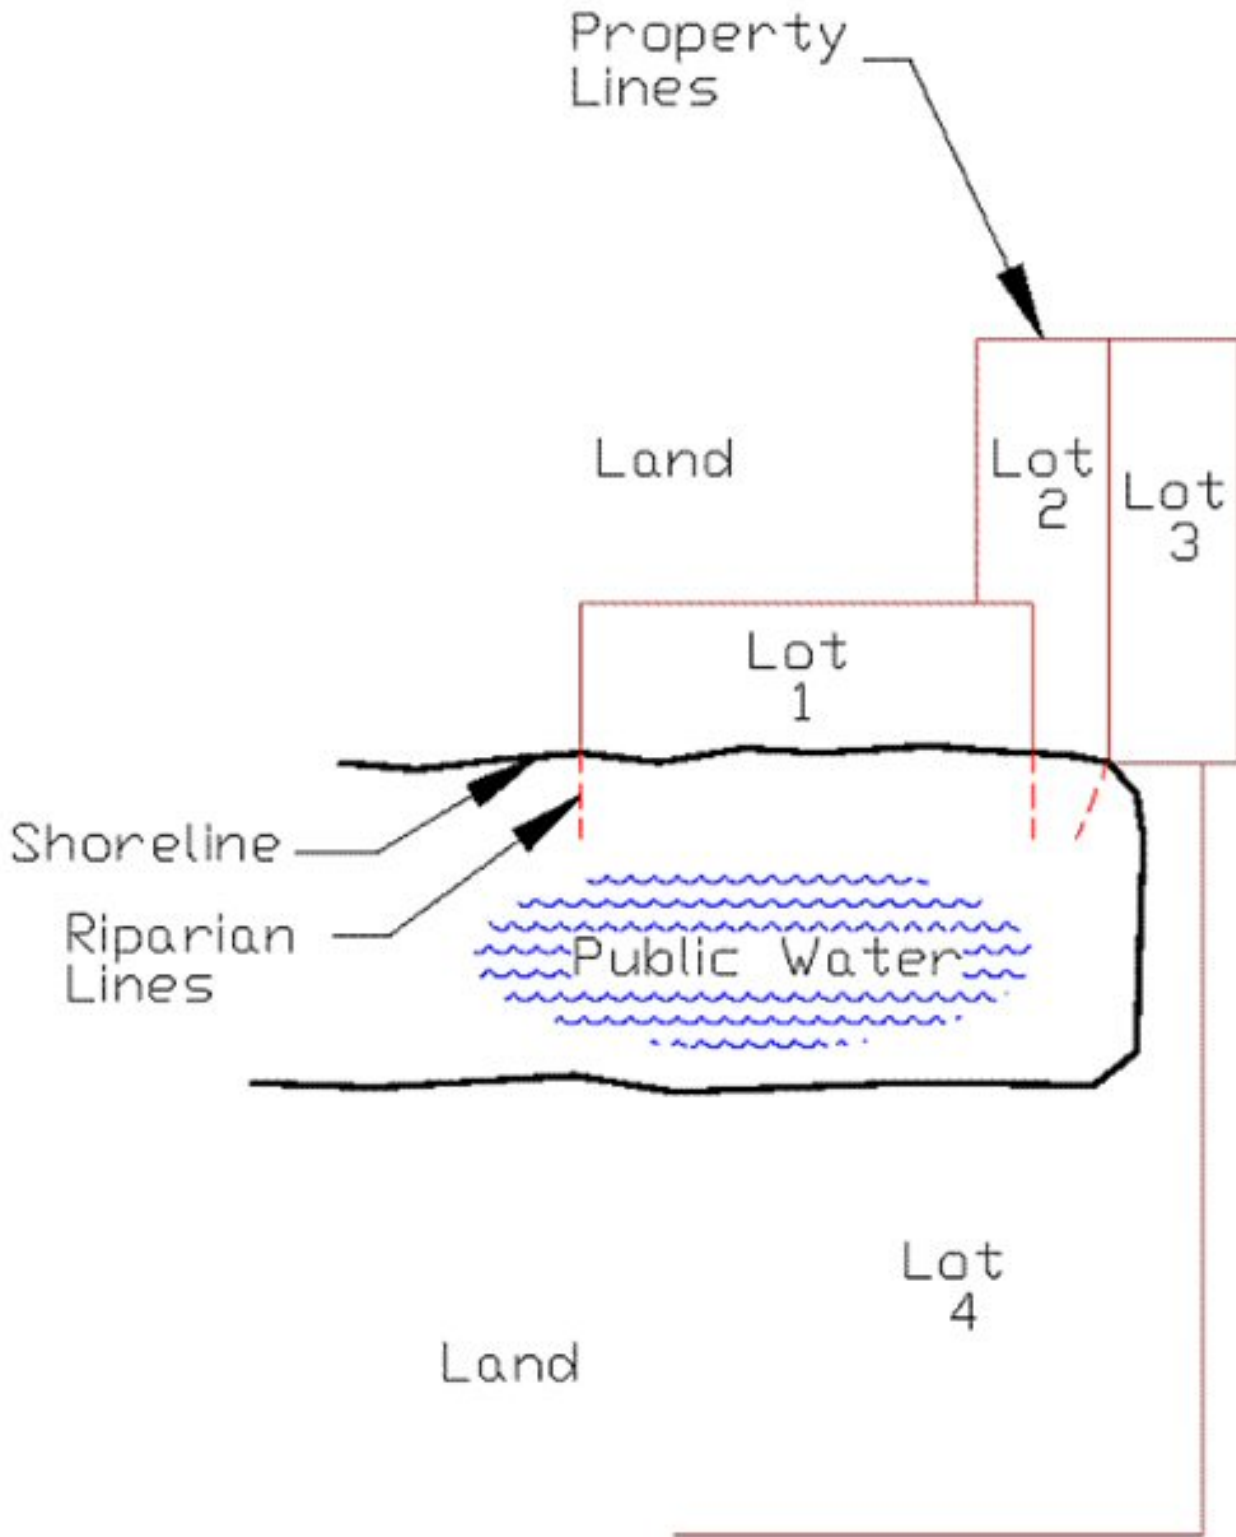 Property
Lines
Land
Lot
2
Lot
3
Lot
1
Shoreline
Riparian
Lines
Public Water
Lot
4
Land